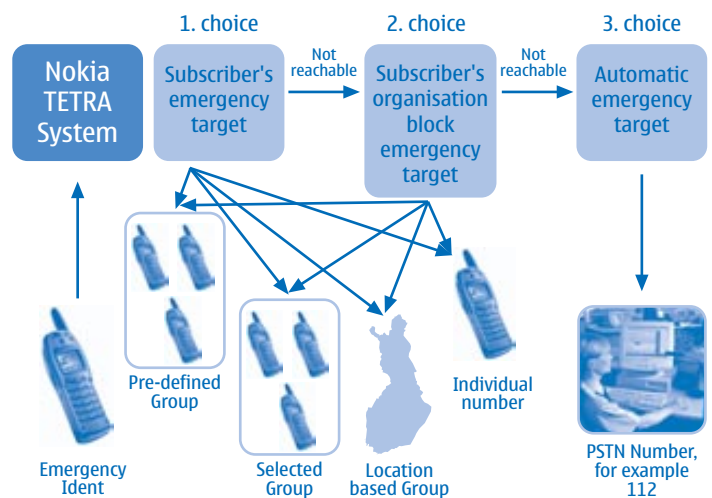 1. choice
2. choice
3. choice
Nokia
TETRA
System
Subscriber's
emergency
target
Not
reachable
Subscriber's
organisation
block
emergency
target
Not
reachable
Automatic
emergency
target
Pre-defined
Group
Individual
number
Emergency
Ident
Selected
Group
Location
based Group
PSTN Number,
for example
112